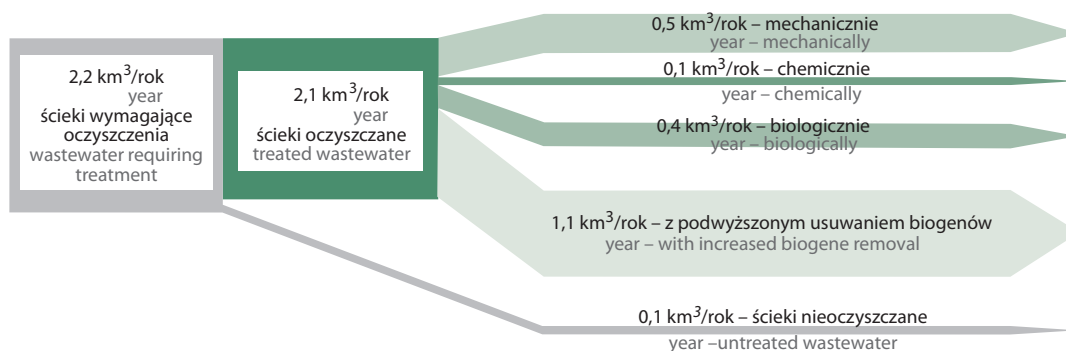 2,2 km³/rok
year
ścieki wymagające
oczyszczenia
wastewater requiring
treatment
2,1 km³/rok
year
ścieki oczyszczane
treated wastewater
0,5 km³/rok – mechanicznie
year – mechanically
0,1 km³/rok – chemicznie
year – chemically
0,4 km³/rok – biologicznie
year – biologically
1,1 km³/rok – z podwyższonym usuwaniem biogenów
year – with increased biogene removal
0,1 km³/rok – ścieki nieoczyszczane
year –untreated wastewater